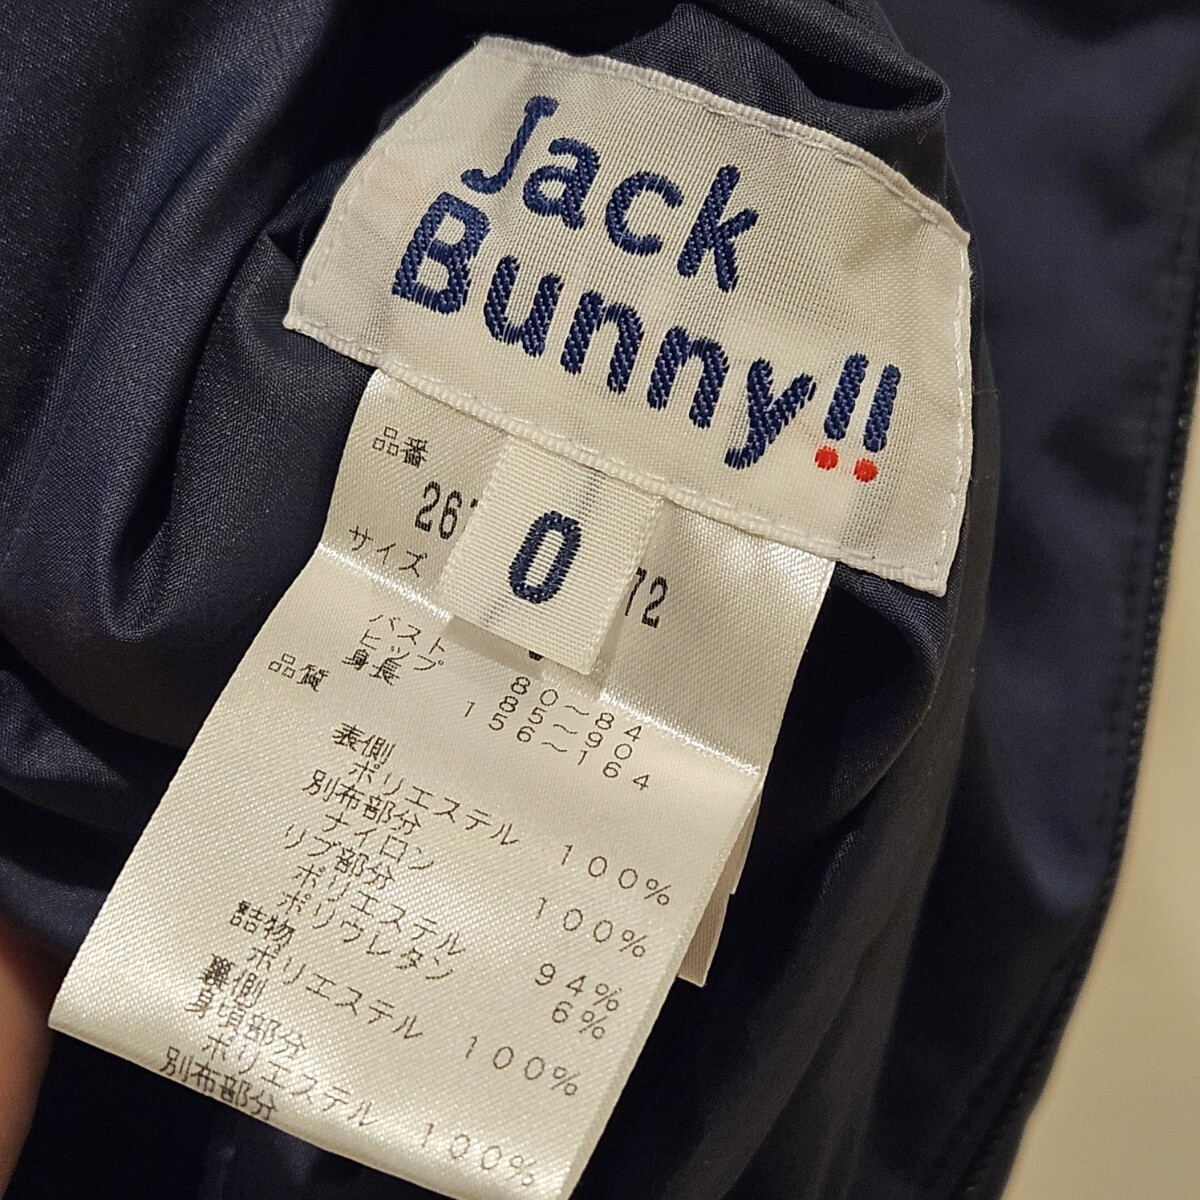 Jack
Bunny!!
0
品番
267 72
サイズ
バスト 80～84
ヒップ 85～90
身長 156～164
品質
表側
ポリエステル 100%
別布部分
ナイロン 100%
リブ部分
ポリエステル 94%
ポリウレタン 6%
詰物
ポリエステル 100%
裏側
身頃部分
ポリエステル 100%
別布部分